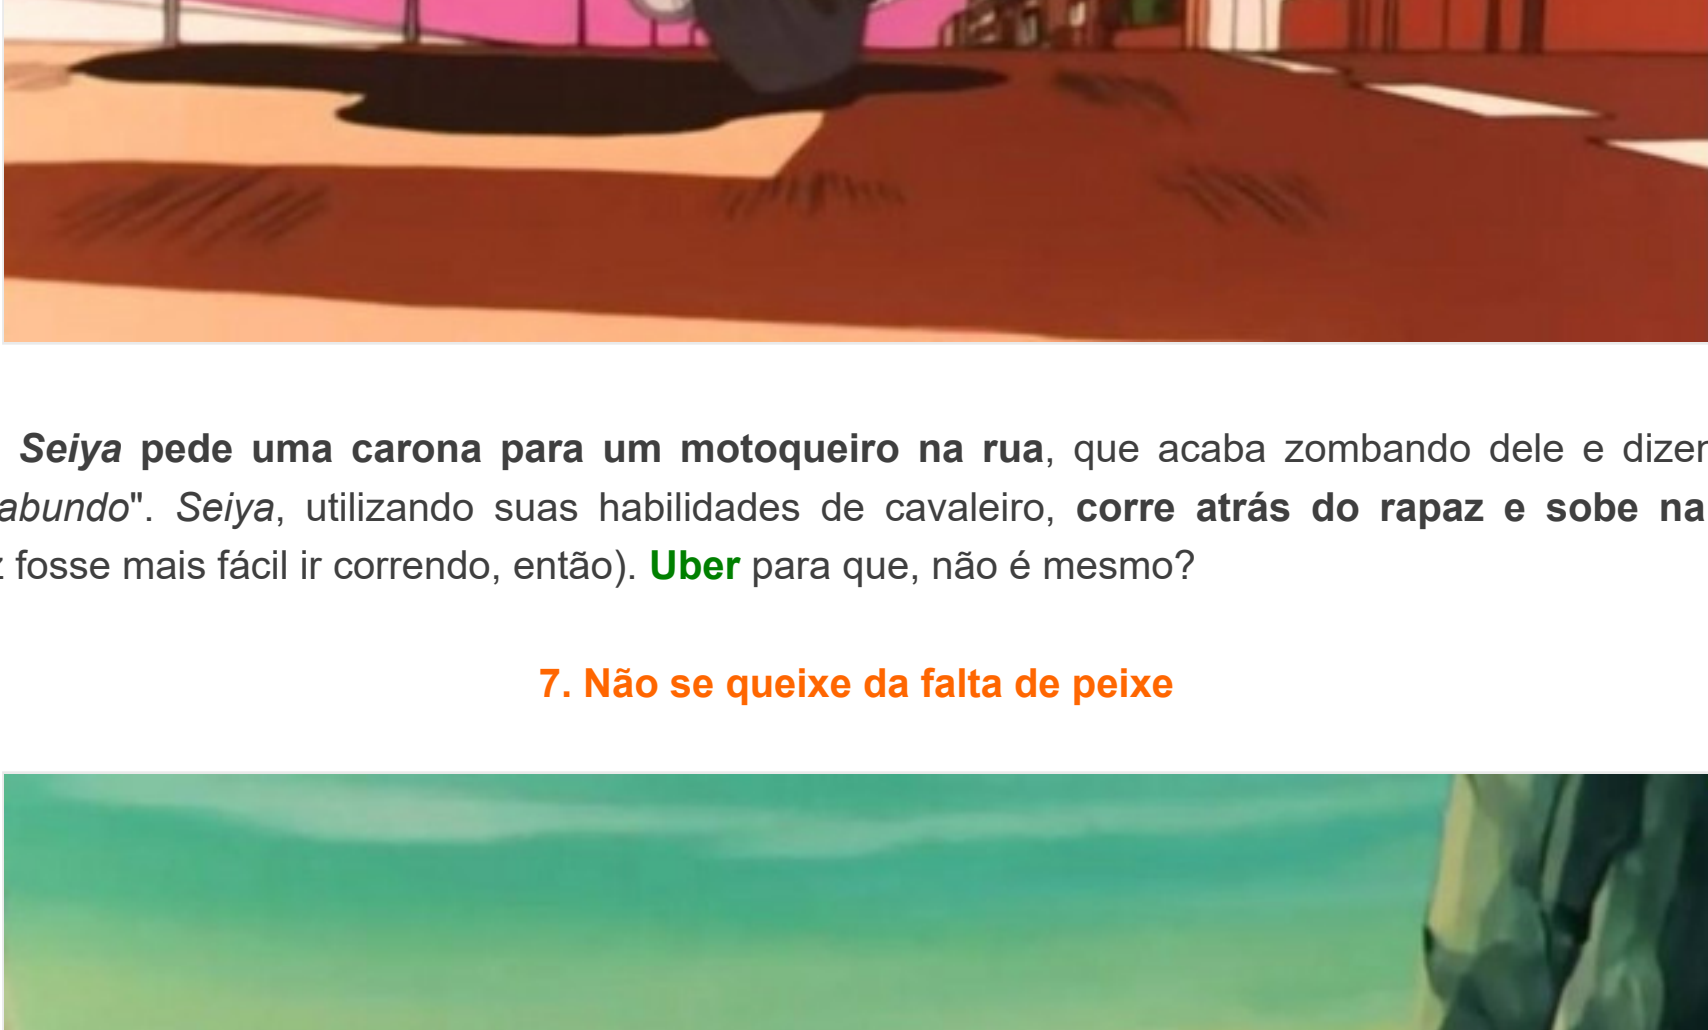 Seiya pede uma carona para um motoqueiro na rua, que acaba zombando dele e dizen
abundo". Seiya, utilizando suas habilidades de cavaleiro, corre atrás do rapaz e sobe na
fosse mais fácil ir correndo, então). Uber para que, não é mesmo?
7. Não se queixe da falta de peixe